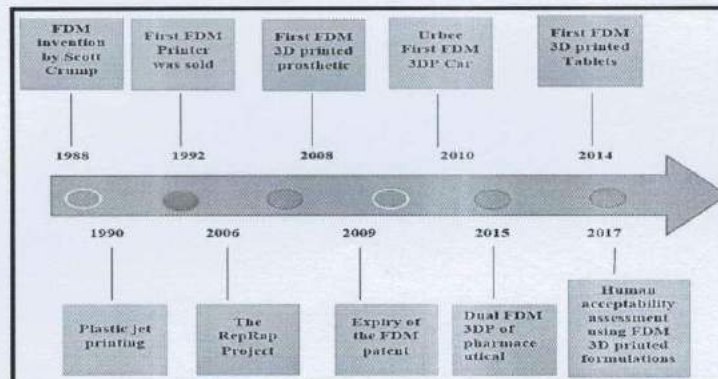 FDM
invention
by Scott
Crump
First FDM
Printer
was sold
First FDM
3D printed
prosthetic
Urbee
First FDM
3DP Car
First FDM
3D printed
Tablets
1988
1992
2008
2010
2014
1990
2006
2009
2015
2017
Plastic jet
printing
The
RepRap
Project
Expiry of
the FDM
patent
Dual FDM
3DP of
pharmace
utical
Human
acceptability
assessment
using FDM
3D printed
formulations